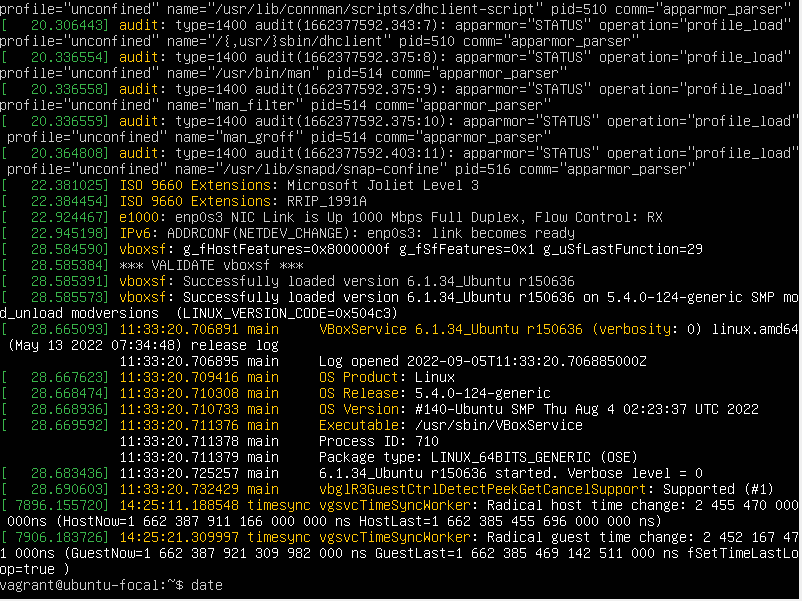 profile="unconfined" name="/usr/lib/connman/scripts/dhclient-script" pid=510 comm="apparmor_parser"
[   20.306443] audit: type=1400 audit(1662377592.343:7): apparmor="STATUS" operation="profile_load"
profile="unconfined" name="/{,usr/}sbin/dhclient" pid=510 comm="apparmor_parser"
[   20.336554] audit: type=1400 audit(1662377592.375:8): apparmor="STATUS" operation="profile_load"
profile="unconfined" name="/usr/bin/man" pid=514 comm="apparmor_parser"
[   20.336558] audit: type=1400 audit(1662377592.375:9): apparmor="STATUS" operation="profile_load"
profile="unconfined" name="man_filter" pid=514 comm="apparmor_parser"
[   20.336559] audit: type=1400 audit(1662377592.375:10): apparmor="STATUS" operation="profile_load"
 profile="unconfined" name="man_groff" pid=514 comm="apparmor_parser"
[   20.364808] audit: type=1400 audit(1662377592.403:11): apparmor="STATUS" operation="profile_load"
 profile="unconfined" name="/usr/lib/snapd/snap-confine" pid=516 comm="apparmor_parser"
[   22.381025] ISO 9660 Extensions: Microsoft Joliet Level 3
[   22.384454] ISO 9660 Extensions: RRIP_1991A
[   22.924467] e1000: enp0s3 NIC Link is Up 1000 Mbps Full Duplex, Flow Control: RX
[   22.945198] IPv6: ADDRCONF(NETDEV_CHANGE): enp0s3: link becomes ready
[   28.584590] vboxsf: g_fHostFeatures=0x8000000f g_fSfFeatures=0x1 g_uSfLastFunction=29
[   28.585384] *** VALIDATE vboxsf ***
[   28.585391] vboxsf: Successfully loaded version 6.1.34_Ubuntu r150636
[   28.585573] vboxsf: Successfully loaded version 6.1.34_Ubuntu r150636 on 5.4.0-124-generic SMP mo
d_unload modversions  (LINUX_VERSION_CODE=0x504c3)
[   28.665093] 11:33:20.706891 main     VBoxService 6.1.34_Ubuntu r150636 (verbosity: 0) linux.amd64
 (May 13 2022 07:34:48) release log
               11:33:20.706895 main     Log opened 2022-09-05T11:33:20.706885000Z
[   28.667623] 11:33:20.709416 main     OS Product: Linux
[   28.668474] 11:33:20.710308 main     OS Release: 5.4.0-124-generic
[   28.668936] 11:33:20.710733 main     OS Version: #140-Ubuntu SMP Thu Aug 4 02:23:37 UTC 2022
[   28.669592] 11:33:20.711376 main     Executable: /usr/sbin/VBoxService
               11:33:20.711378 main     Process ID: 710
               11:33:20.711379 main     Package type: LINUX_64BITS_GENERIC (OSE)
[   28.683436] 11:33:20.725257 main     6.1.34_Ubuntu r150636 started. Verbose level = 0
[   28.690603] 11:33:20.732429 main     vbglR3GuestCtrlDetectPeekGetCancelSupport: Supported (#1)
[ 7896.155720] 14:25:11.188548 timesync vgsvcTimeSyncWorker: Radical host time change: 2 455 470 000
 000ns (HostNow=1 662 387 911 166 000 000 ns HostLast=1 662 385 455 696 000 000 ns)
[ 7906.183726] 14:25:21.309997 timesync vgsvcTimeSyncWorker: Radical guest time change: 2 452 167 47
1 000ns (GuestNow=1 662 387 921 309 982 000 ns GuestLast=1 662 385 469 142 511 000 ns fSetTimeLastLo
op=true )
vagrant@ubuntu-focal:~$ date